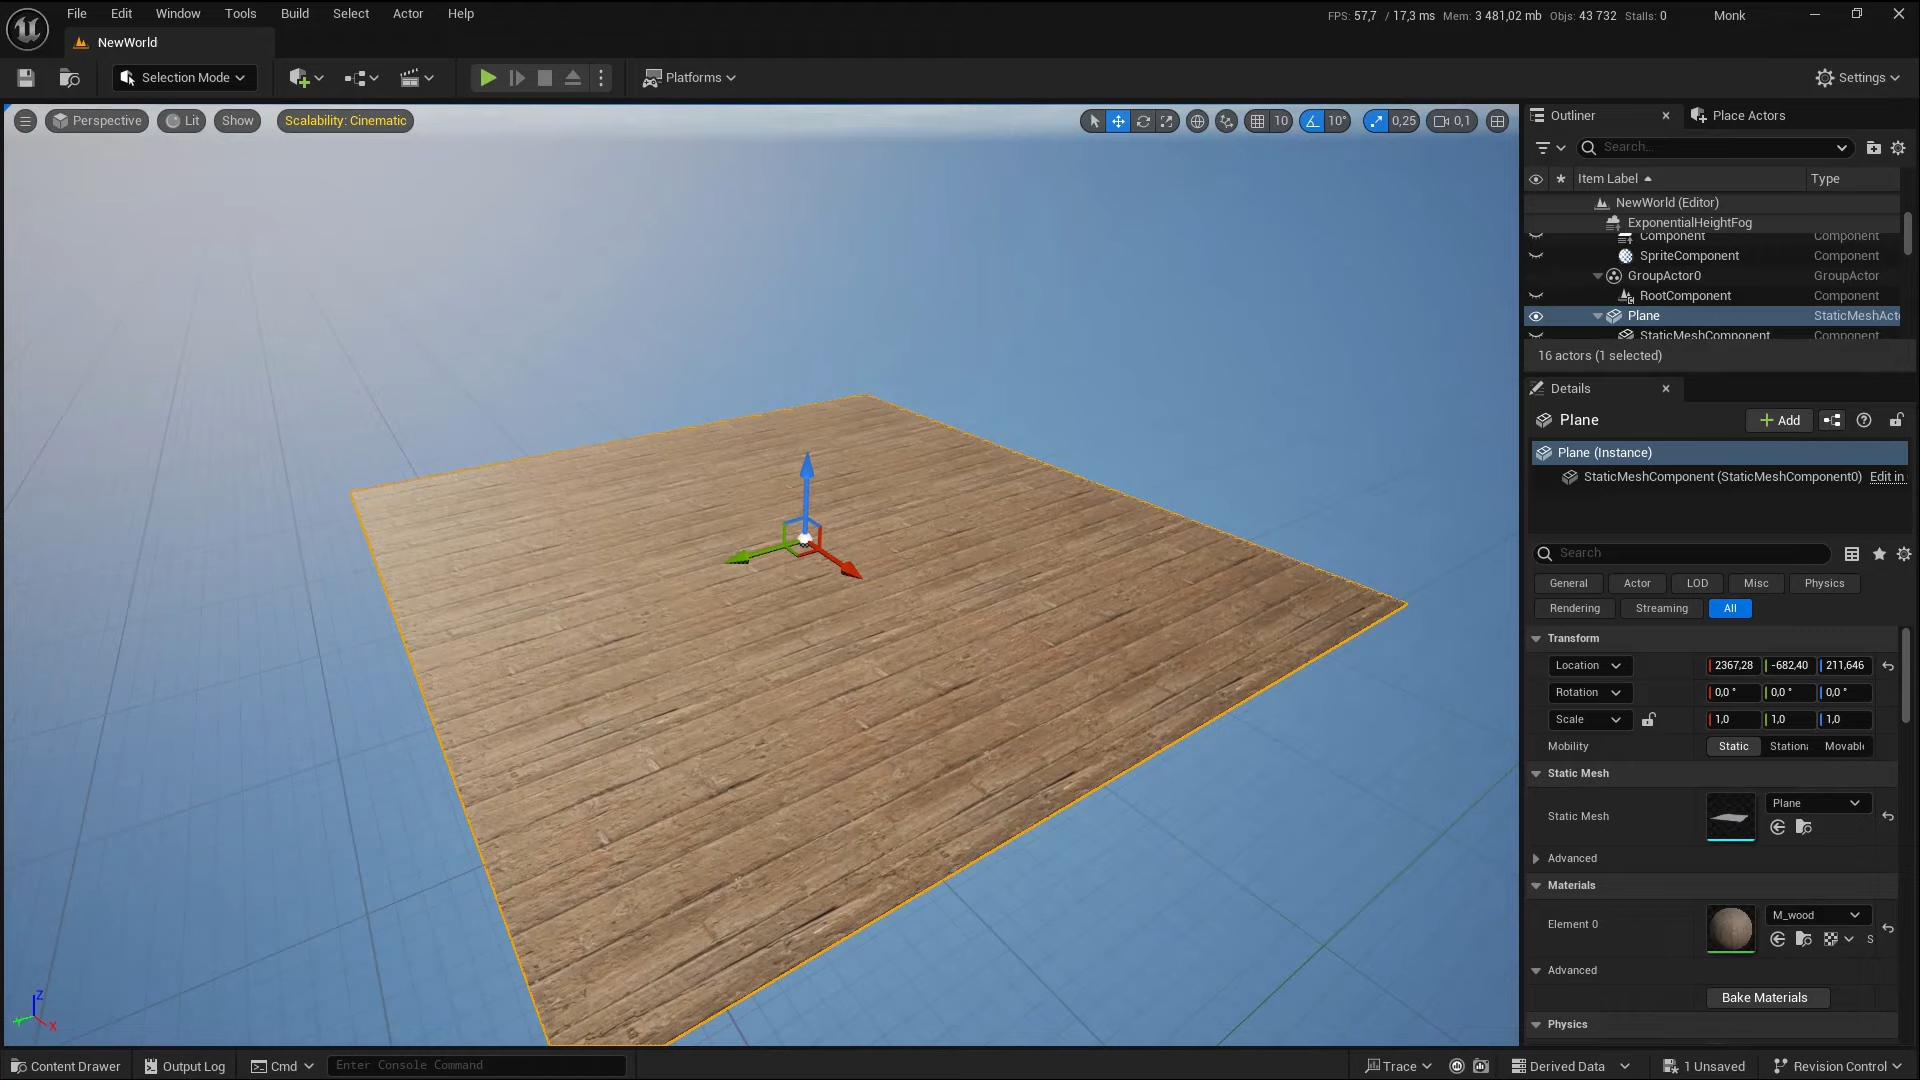 File Edit Window Tools Build Select Actor Help
FPS: 57,7 / 17,3 ms Mem: 3 481,02 mb Objs: 43 732 Stalls: 0 Monk
NewWorld
Selection Mode Platforms Settings
Perspective Lit Show Scalability: Cinematic 10 10° 0,25 0,1
Outliner Place Actors
Search...
Item Label Type
NewWorld (Editor)
ExponentialHeightFog
Component Component
SpriteComponent Component
GroupActor0 GroupActor
RootComponent Component
Plane StaticMeshActo
StaticMeshComponent Component
16 actors (1 selected)
Details
Plane Add
Plane (Instance)
StaticMeshComponent (StaticMeshComponent0) Edit in
Search
General Actor LOD Misc Physics
Rendering Streaming All
Transform
Location 2367,28 -682,40 211,646
Rotation 0,0 ° 0,0 ° 0,0 °
Scale 1,0 1,0 1,0
Mobility Static Stationa Movable
Static Mesh
Plane
Static Mesh
Advanced
Materials
M_wood
Element 0
S
Advanced
Bake Materials
Physics
Z
X
Content Drawer Output Log Cmd Enter Console Command Trace Derived Data 1 Unsaved Revision Control